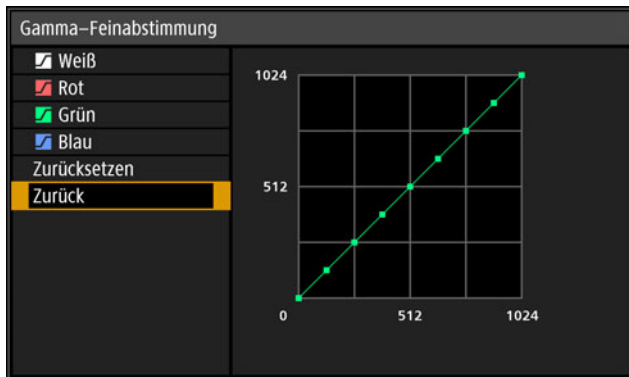 Gamma–Feinabstimmung
Weiß
Rot
Grün
Blau
Zurücksetzen
Zurück
1024
512
0 512 1024